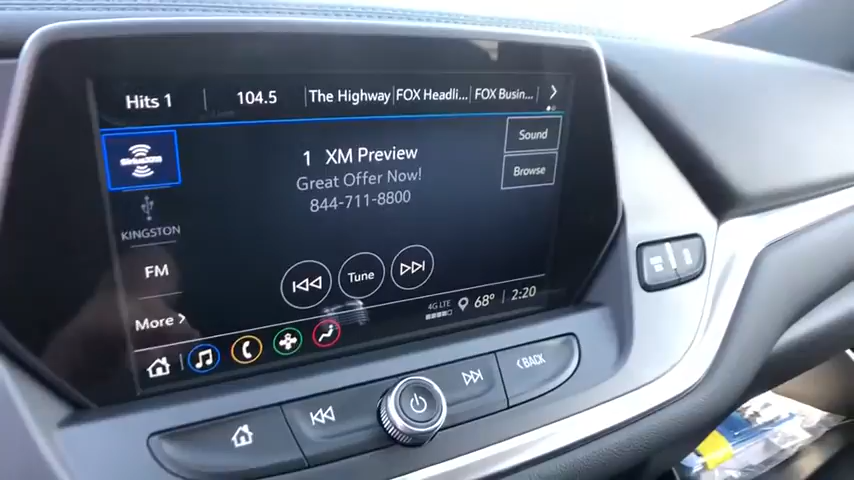 Hits 1
104.5
The Highway
FOX Headli...
FOX Busin...
SiriusXM
1 XM Preview
Great Offer Now!
844-711-8800
Sound
Browse
KINGSTON
FM
More
Tune
4G LTE
68°
2:20
BACK